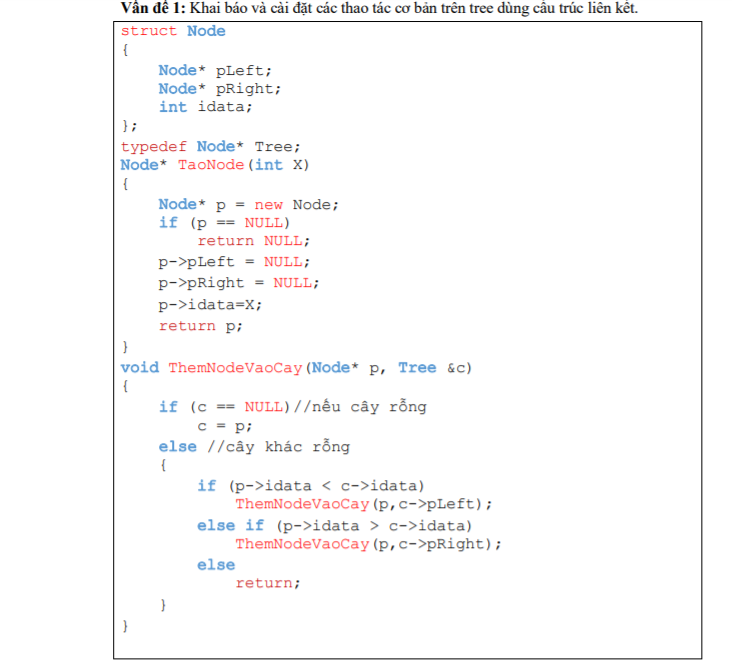 Vấn đề 1: Khai báo và cài đặt các thao tác cơ bản trên tree dùng cấu trúc liên kết.
struct Node
{
    Node* pLeft;
    Node* pRight;
    int idata;
};
typedef Node* Tree;
Node* TaoNode(int X)
{
    Node* p = new Node;
    if (p == NULL)
        return NULL;
    p->pLeft = NULL;
    p->pRight = NULL;
    p->idata=X;
    return p;
}
void ThemNodeVaoCay(Node* p, Tree &c)
{
    if (c == NULL)//nếu cây rỗng
        c = p;
    else //cây khác rỗng
    {
        if (p->idata < c->idata)
            ThemNodeVaoCay(p,c->pLeft);
        else if (p->idata > c->idata)
            ThemNodeVaoCay(p,c->pRight);
        else
            return;
    }
}